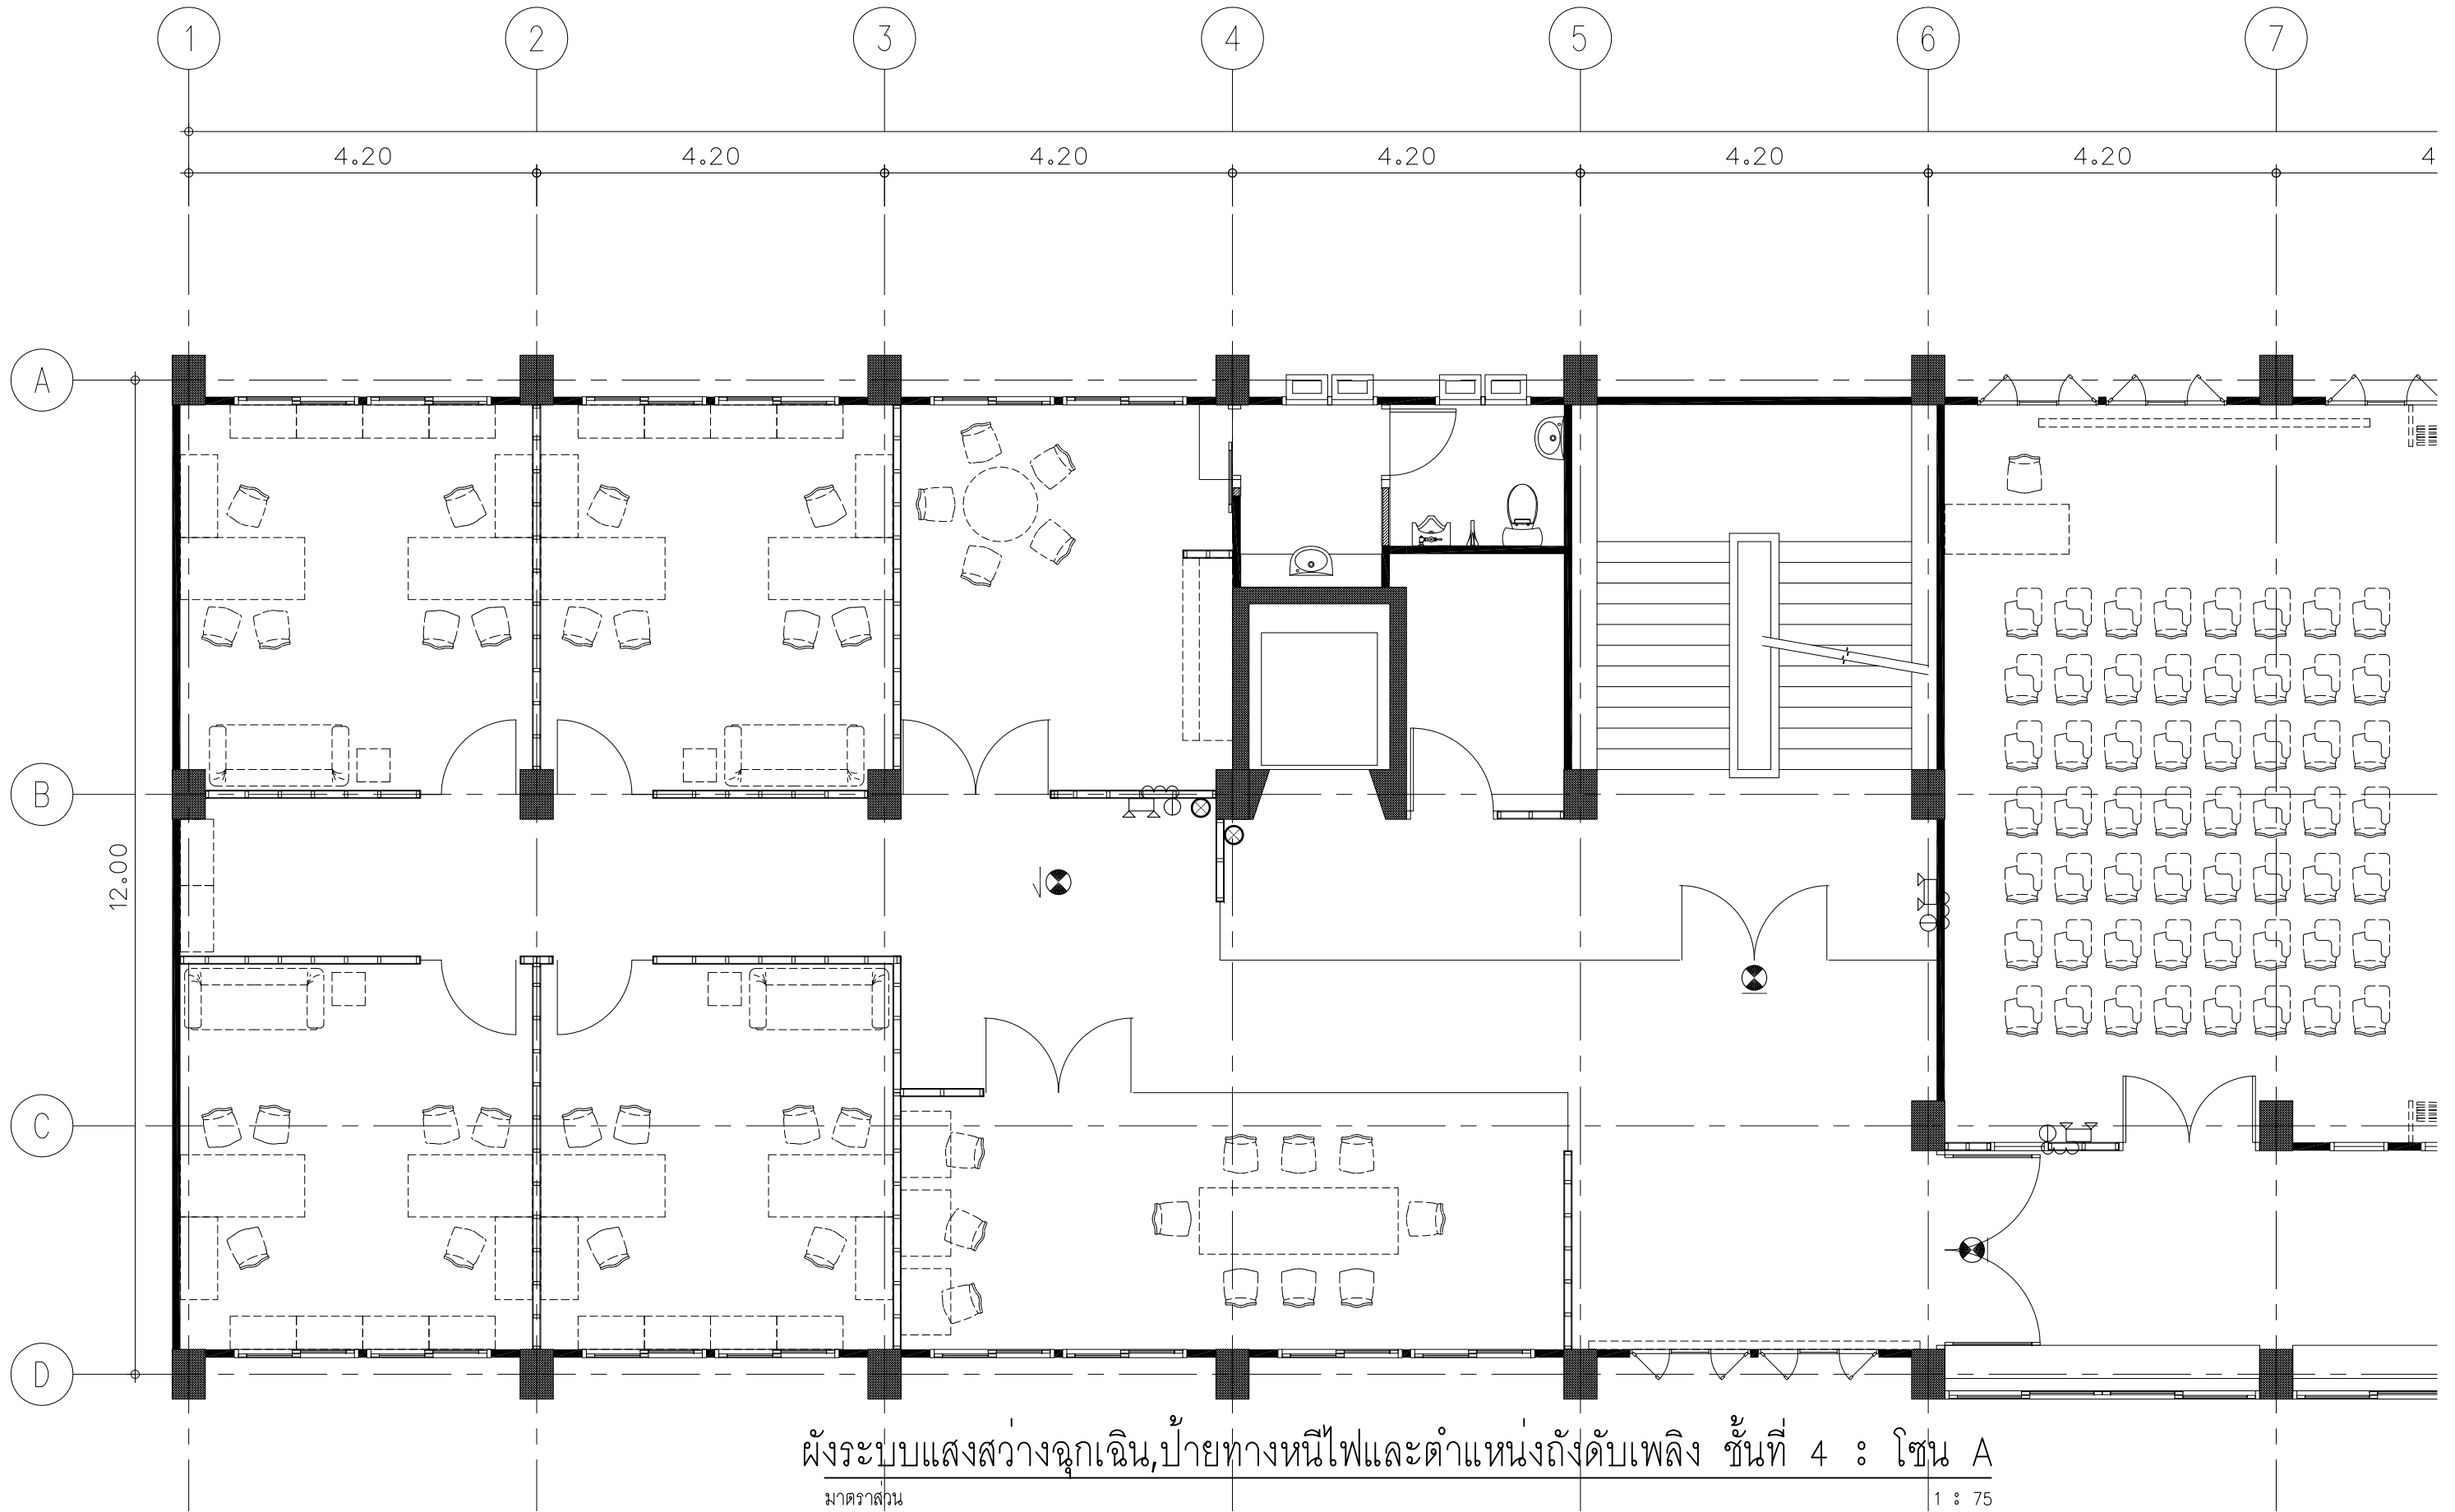 1 2 3 4 5 6 7
4.20 4.20 4.20 4.20 4.20 4.20 4
A
B
12.00
C
D
ผังระบบแสงสว่างฉุกเฉิน,ป้ายทางหนีไฟและตำแหน่งถังดับเพลิง ชั้นที่ 4 : โซน A
มาตราส่วน 1 : 75